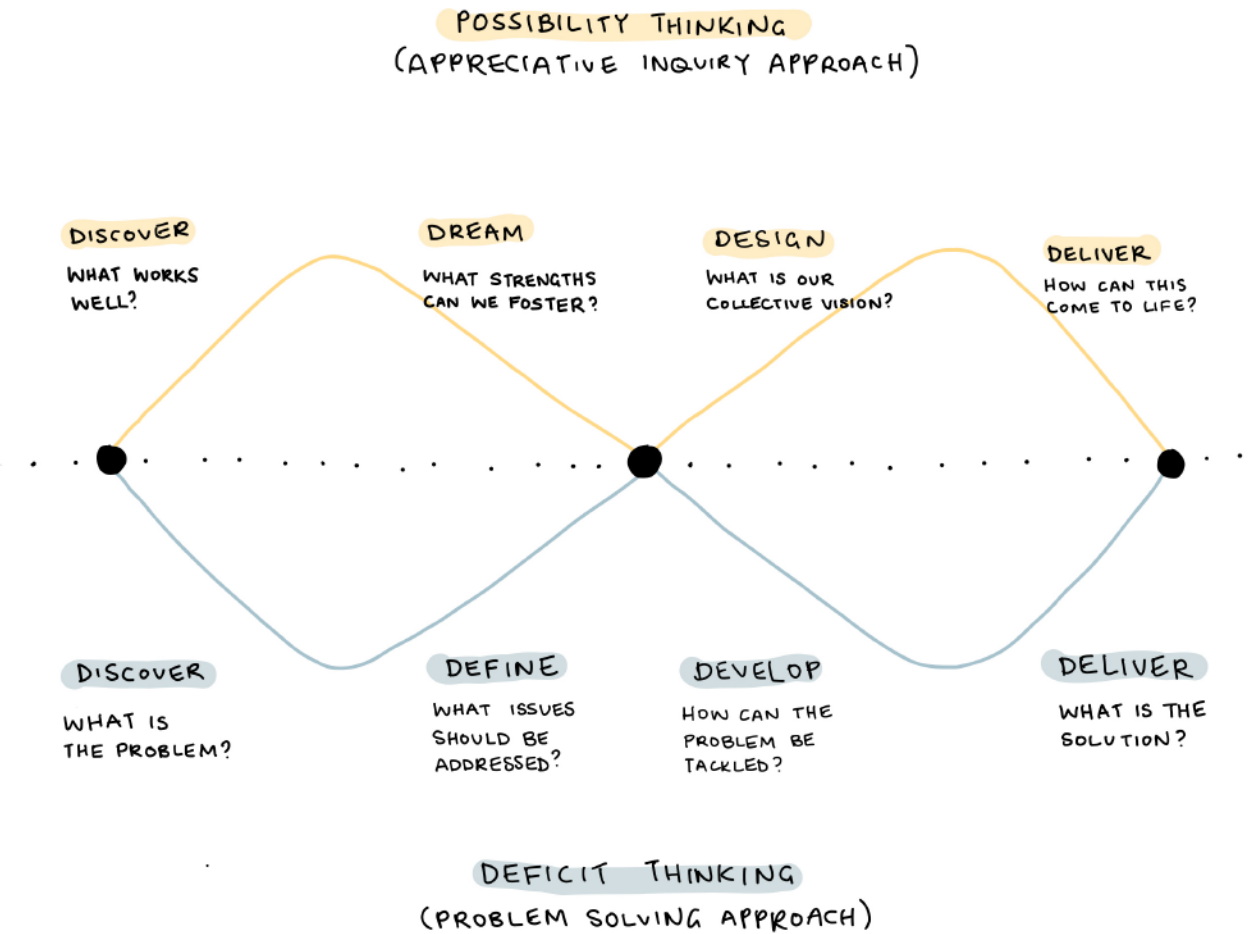 POSSIBILITY THINKING
(APPRECIATIVE INQUIRY APPROACH)
DISCOVER
WHAT WORKS
WELL?
DREAM
WHAT STRENGTHS
CAN WE FOSTER?
DESIGN
WHAT IS OUR
COLLECTIVE VISION?
DELIVER
HOW CAN THIS
COME TO LIFE?
DISCOVER
WHAT IS
THE PROBLEM?
DEFINE
WHAT ISSUES
SHOULD BE
ADDRESSED?
DEVELOP
HOW CAN THE
PROBLEM BE
TACKLED?
DELIVER
WHAT IS THE
SOLUTION?
DEFICIT THINKING
(PROBLEM SOLVING APPROACH)